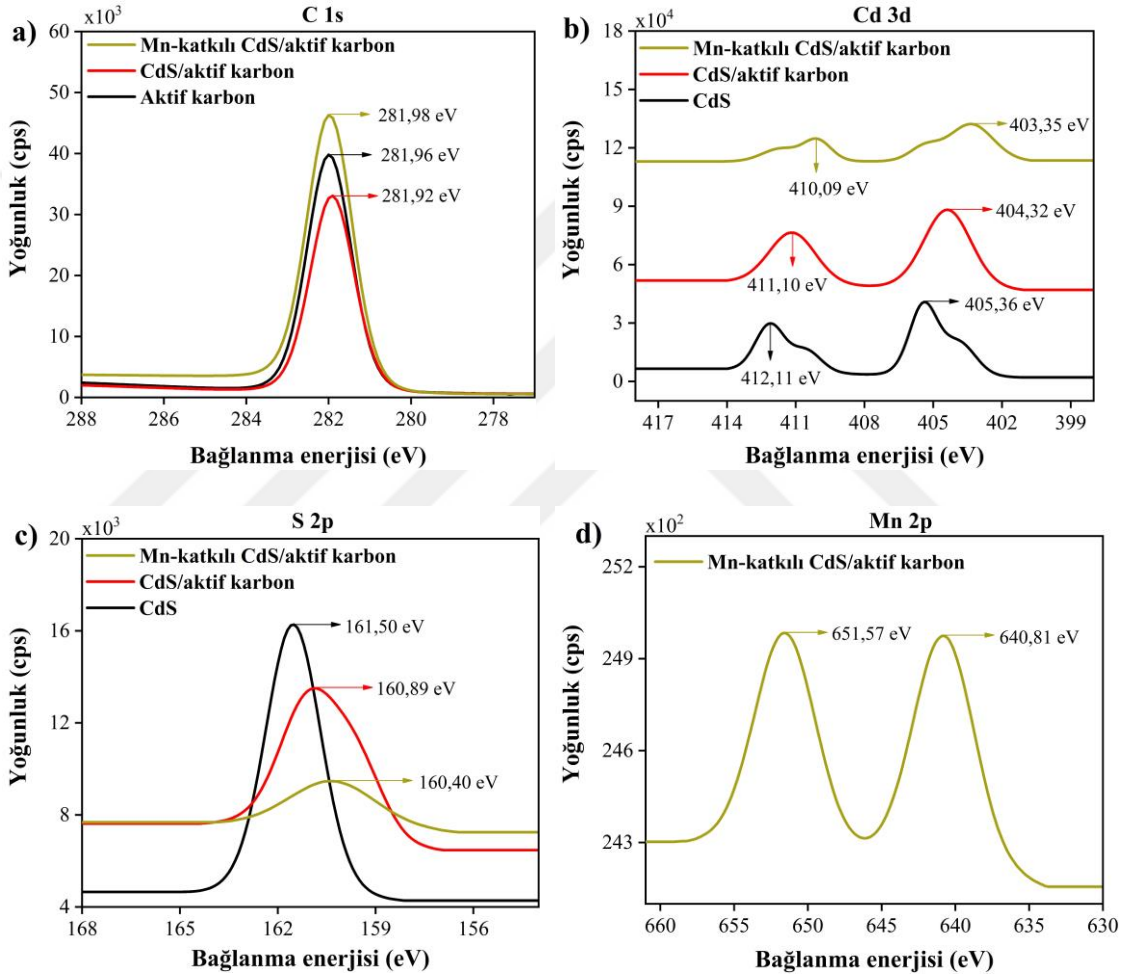 a)
C 1s
x10³
Mn-katkılı CdS/aktif karbon
CdS/aktif karbon
Aktif karbon
281,98 eV
281,96 eV
281,92 eV
60
50
40
30
20
10
0
Yoğunluk (cps)
288 286 284 282 280 278
Bağlanma enerjisi (eV)
b)
Cd 3d
x10⁴
Mn-katkılı CdS/aktif karbon
CdS/aktif karbon
CdS
403,35 eV
410,09 eV
404,32 eV
411,10 eV
405,36 eV
412,11 eV
18
15
12
9
6
3
0
Yoğunluk (cps)
417 414 411 408 405 402 399
Bağlanma enerjisi (eV)
c)
S 2p
x10³
Mn-katkılı CdS/aktif karbon
CdS/aktif karbon
CdS
161,50 eV
160,89 eV
160,40 eV
20
16
12
8
4
Yoğunluk (cps)
168 165 162 159 156
Bağlanma enerjisi (eV)
d)
Mn 2p
x10²
Mn-katkılı CdS/aktif karbon
651,57 eV
640,81 eV
252
249
246
243
Yoğunluk (cps)
660 655 650 645 640 635 630
Bağlanma enerjisi (eV)